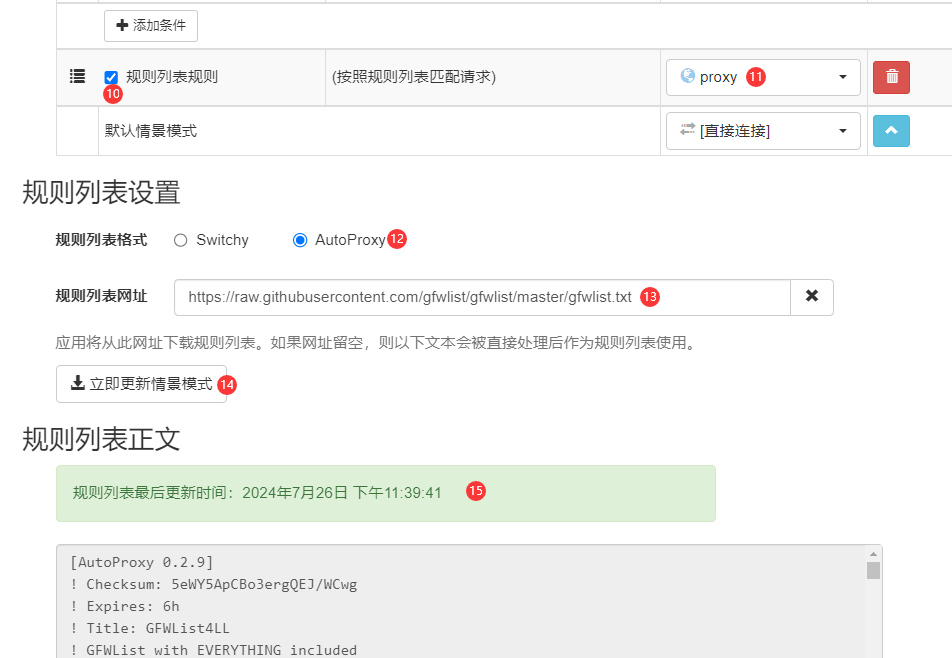 添加条件
规则列表规则 (按照规则列表匹配请求) proxy 11
10
默认情景模式 [直接连接]
规则列表设置
规则列表格式 Switchy AutoProxy 12
规则列表网址 https://raw.githubusercontent.com/gfwlist/gfwlist/master/gfwlist.txt 13
应用将从此网址下载规则列表。如果网址留空，则以下文本会被直接处理后作为规则列表使用。
立即更新情景模式 14
规则列表正文
规则列表最后更新时间：2024年7月26日 下午11:39:41 15
[AutoProxy 0.2.9]
! Checksum: 5eWY5ApCBo3ergQEJ/WCwg
! Expires: 6h
! Title: GFWList4LL
! GFWList with EVERYTHING included